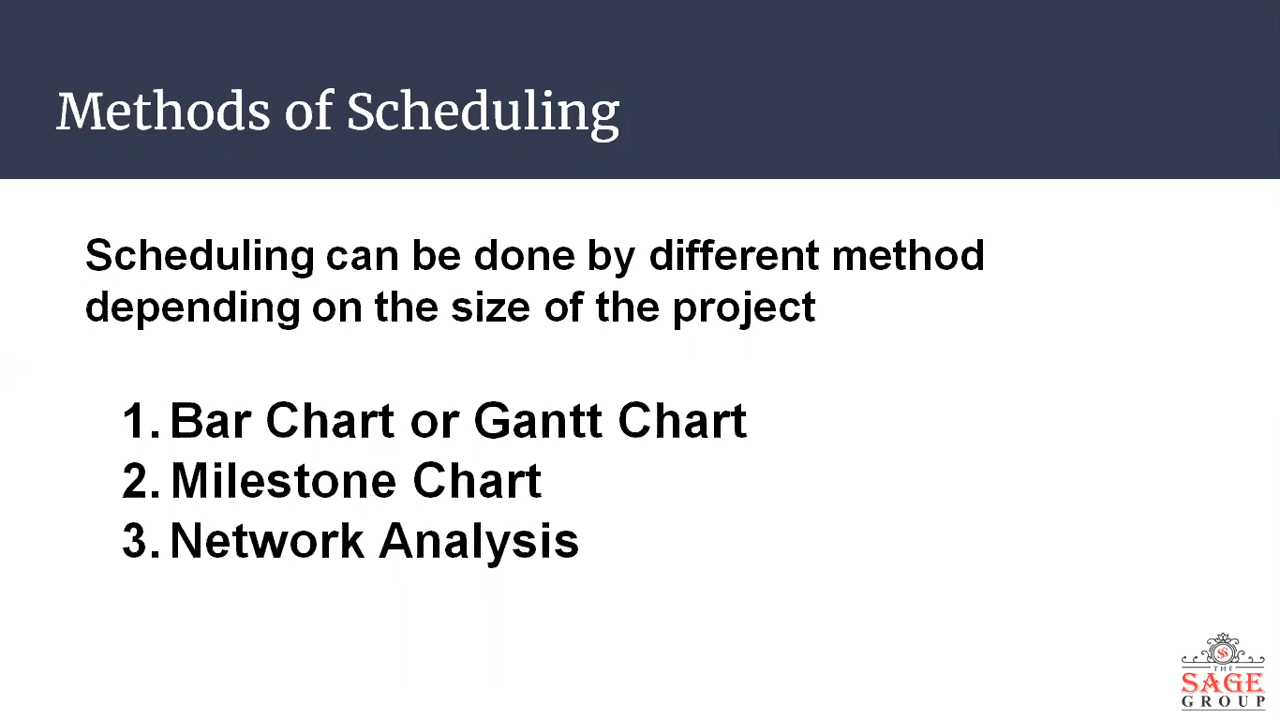 Methods of Scheduling
Scheduling can be done by different method
depending on the size of the project
1. Bar Chart or Gantt Chart
2. Milestone Chart
3. Network Analysis
THE
SAGE
GROUP